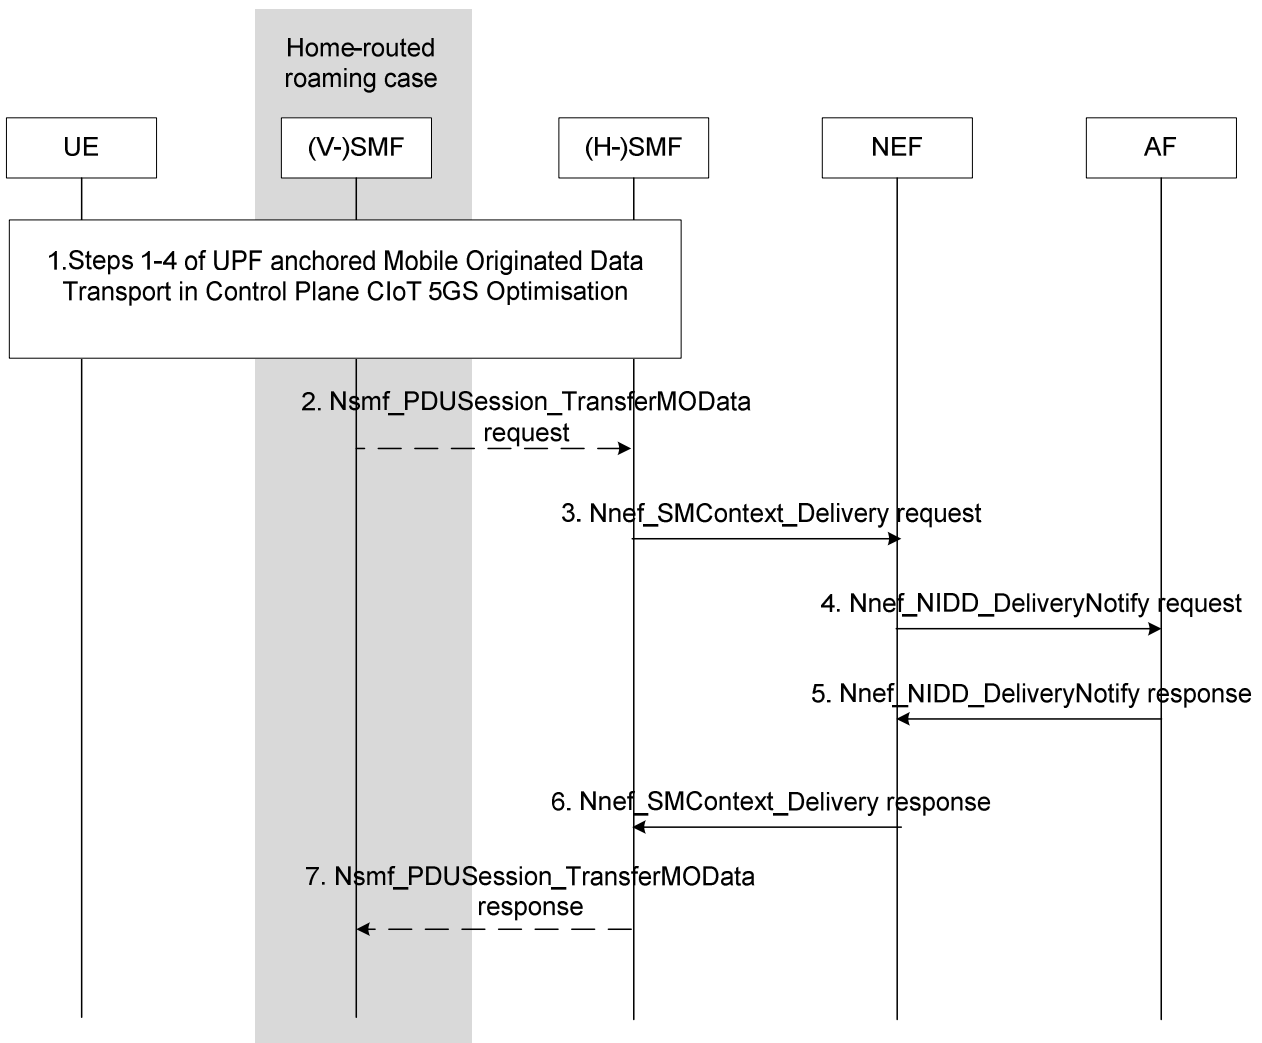 Home-routed
roaming case
UE
(V-)SMF
(H-)SMF
NEF
AF
1.Steps 1-4 of UPF anchored Mobile Originated Data
Transport in Control Plane CIoT 5GS Optimisation
2. Nsmf_PDUSession_TransferMOData
request
3. Nnef_SMContext_Delivery request
4. Nnef_NIDD_DeliveryNotify request
5. Nnef_NIDD_DeliveryNotify response
6. Nnef_SMContext_Delivery response
7. Nsmf_PDUSession_TransferMOData
response